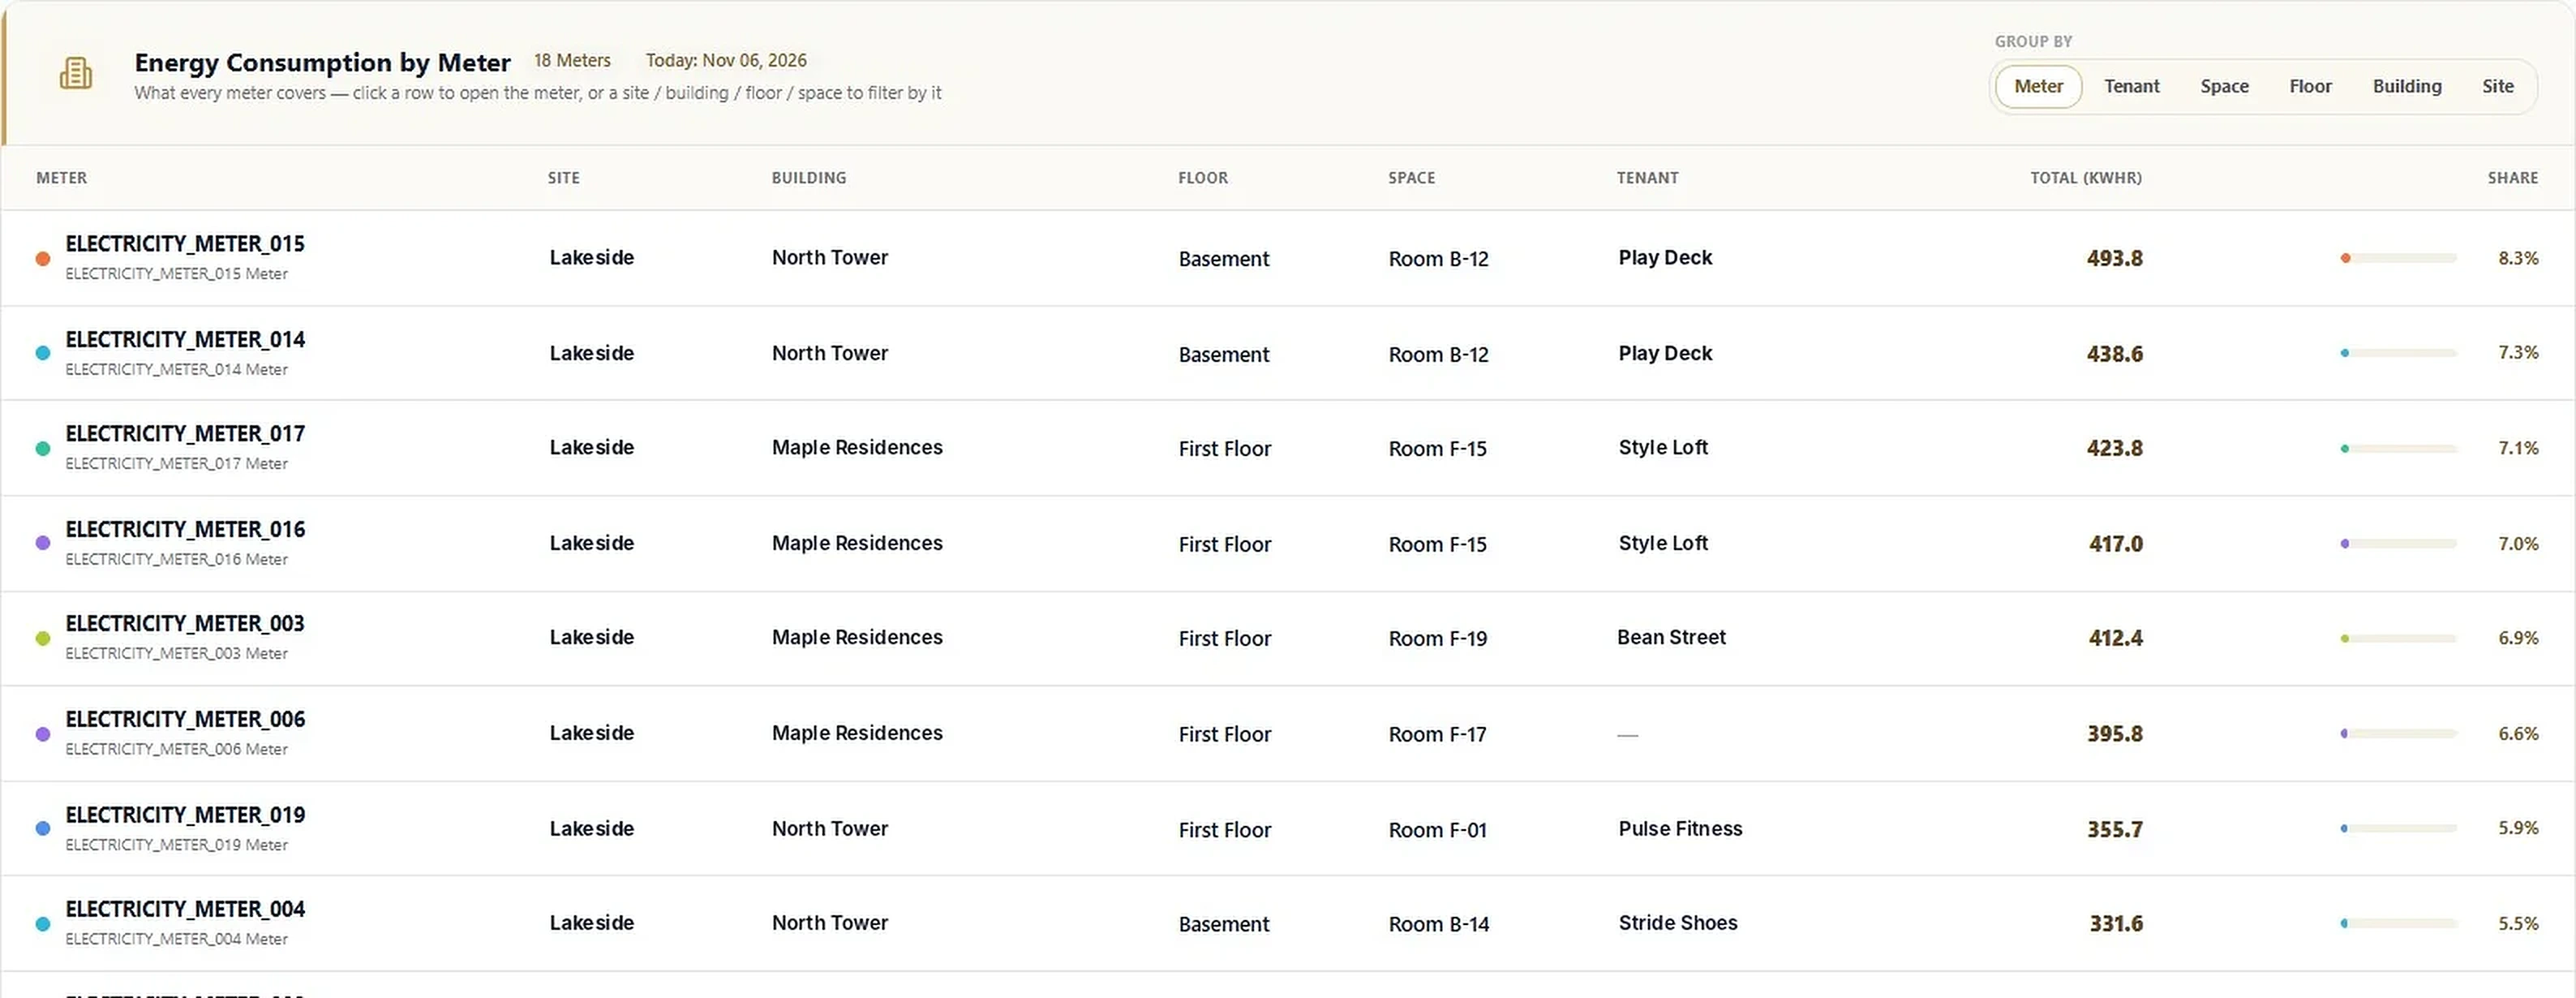 Energy Consumption by Meter 18 Meters Today: Nov 06, 2026
What every meter covers — click a row to open the meter, or a site / building / floor / space to filter by it
GROUP BY
Meter Tenant Space Floor Building Site
METER SITE BUILDING FLOOR SPACE TENANT TOTAL (KWHR) SHARE
ELECTRICITY_METER_015 Lakeside North Tower Basement Room B-12 Play Deck 493.8 8.3%
ELECTRICITY_METER_015 Meter
ELECTRICITY_METER_014 Lakeside North Tower Basement Room B-12 Play Deck 438.6 7.3%
ELECTRICITY_METER_014 Meter
ELECTRICITY_METER_017 Lakeside Maple Residences First Floor Room F-15 Style Loft 423.8 7.1%
ELECTRICITY_METER_017 Meter
ELECTRICITY_METER_016 Lakeside Maple Residences First Floor Room F-15 Style Loft 417.0 7.0%
ELECTRICITY_METER_016 Meter
ELECTRICITY_METER_003 Lakeside Maple Residences First Floor Room F-19 Bean Street 412.4 6.9%
ELECTRICITY_METER_003 Meter
ELECTRICITY_METER_006 Lakeside Maple Residences First Floor Room F-17 — 395.8 6.6%
ELECTRICITY_METER_006 Meter
ELECTRICITY_METER_019 Lakeside North Tower First Floor Room F-01 Pulse Fitness 355.7 5.9%
ELECTRICITY_METER_019 Meter
ELECTRICITY_METER_004 Lakeside North Tower Basement Room B-14 Stride Shoes 331.6 5.5%
ELECTRICITY_METER_004 Meter